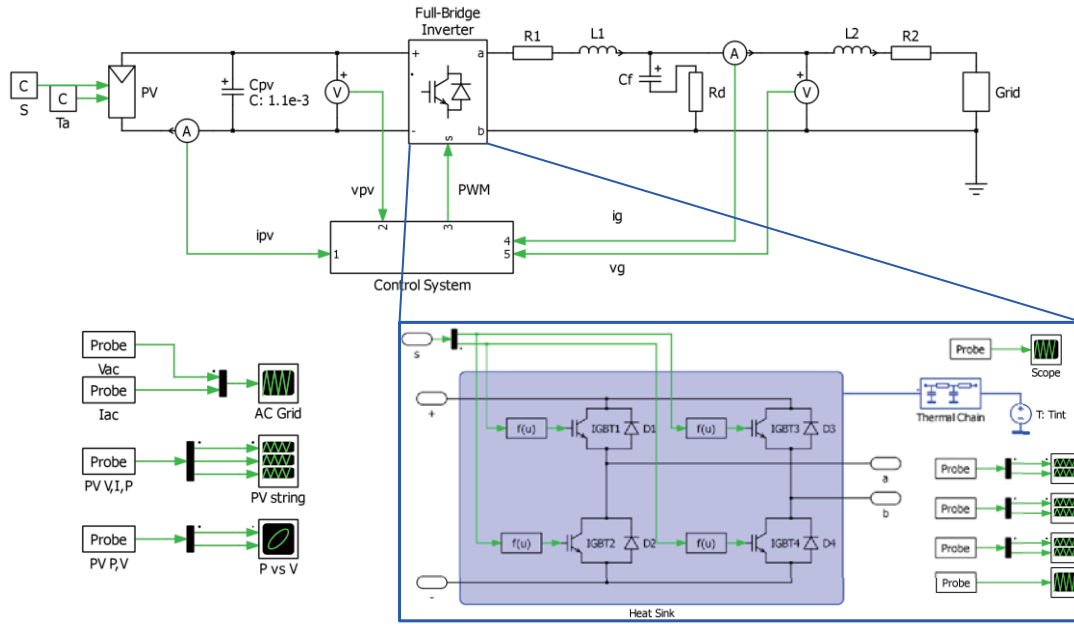 Full-Bridge
Inverter
R1
L1
L2
R2
C
S
C
Ta
PV
A
+
Cpv
C: 1.1e-3
+
V
+
-
a
b
s
Cf
+
Rd
A
+
V
Grid
vpv
PWM
ig
ipv
vg
1
2
3
4
5
Control System
Probe
Vac
Probe
Iac
AC Grid
Probe
PV V,I,P
PV string
Probe
PV P,V
P vs V
s
+
-
f(u)
IGBT1
D1
f(u)
IGBT3
D3
f(u)
IGBT2
D2
f(u)
IGBT4
D4
a
b
Heat Sink
Probe
Scope
Thermal Chain
T: Tint
Probe
Probe
Probe
Probe